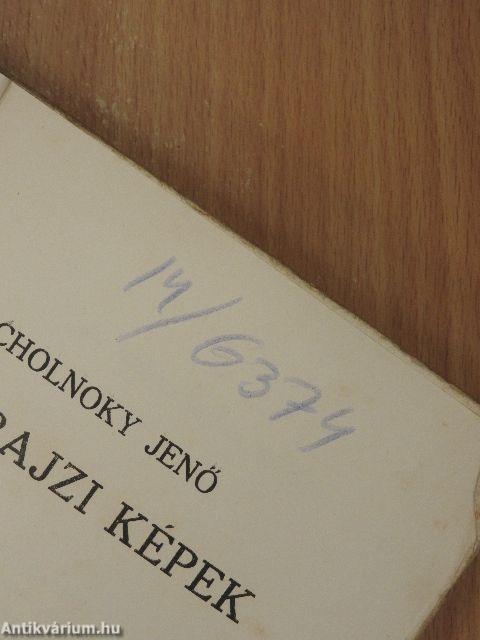 14/6374
CHOLNOKY JENŐ
RAJZI KÉPEK
Antikvárium.hu